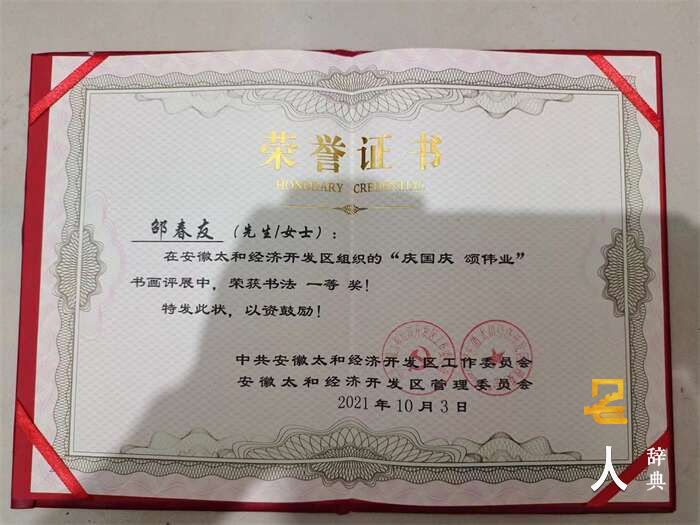 荣誉证书
HONORARY CREDENTIAL
邹春友（先生/女士）：
在安徽太和经济开发区组织的“庆国庆 颂伟业”
书画评展中，荣获书法 一等 奖！
特发此状，以资鼓励！
中共安徽太和经济开发区工作委员会
安徽太和经济开发区管理委员会
2021年10月3日
人
辞典